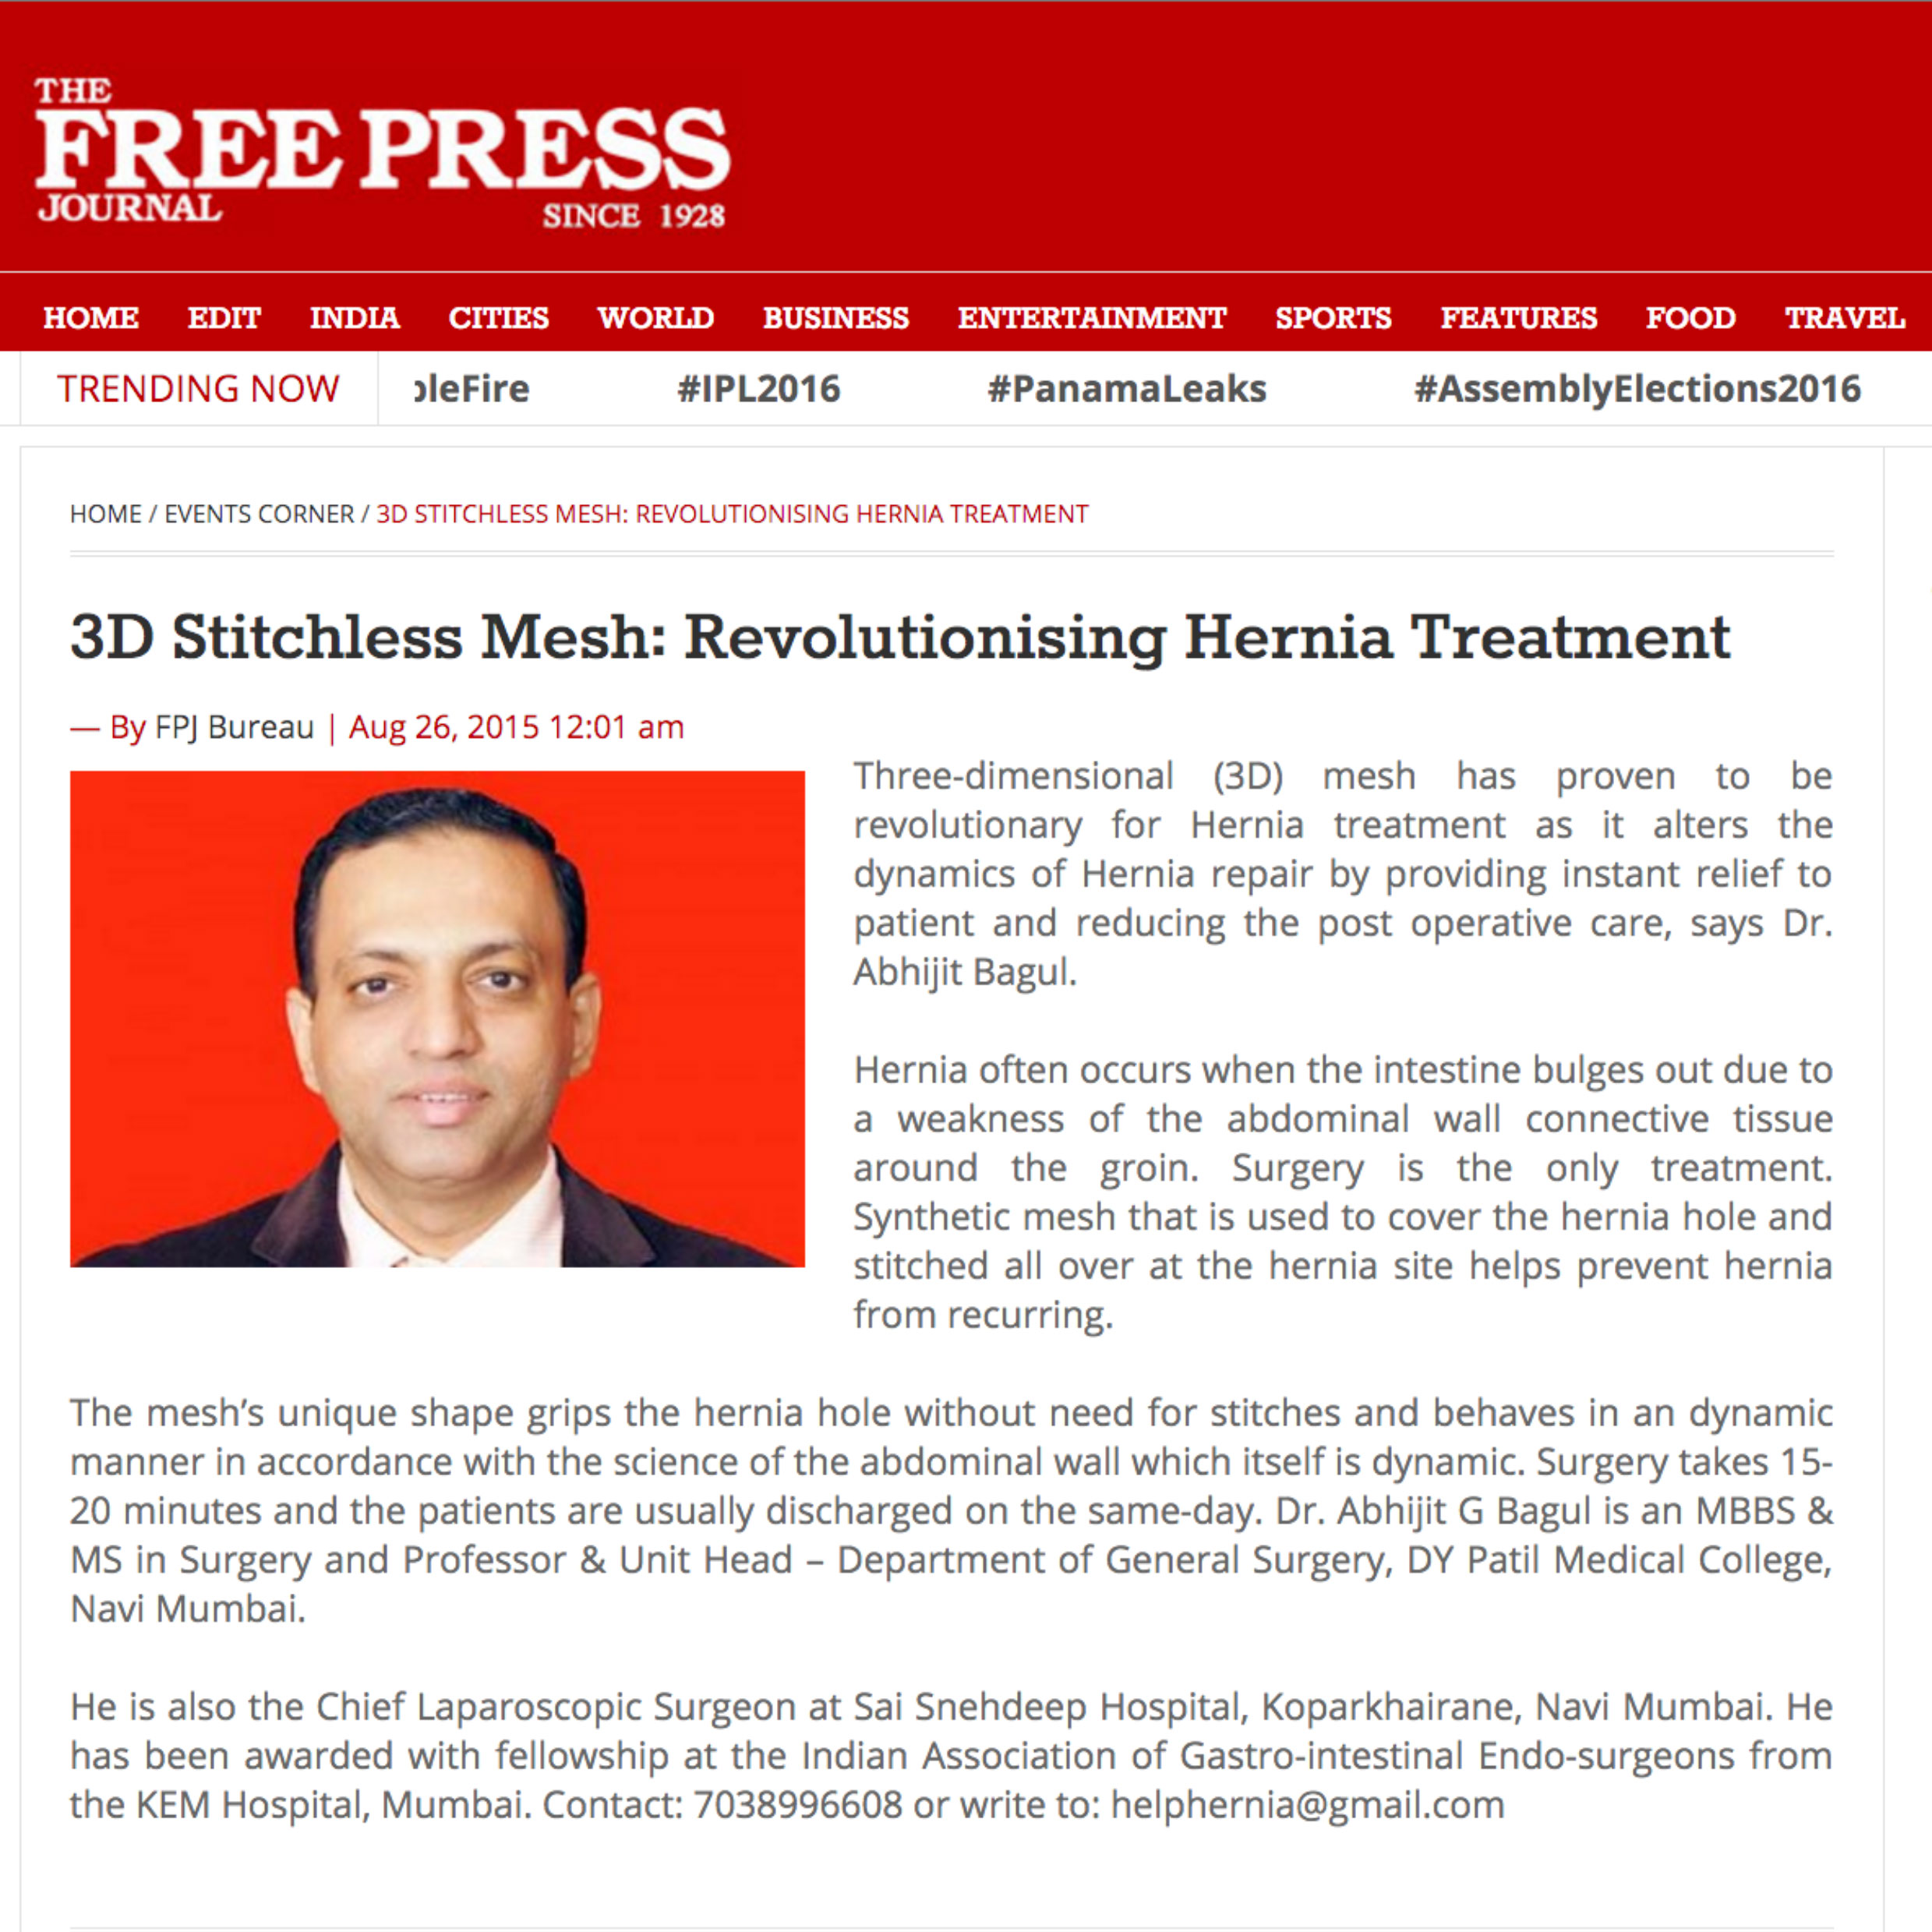 THE
FREE PRESS
JOURNAL
SINCE 1928
HOME EDIT INDIA CITIES WORLD BUSINESS ENTERTAINMENT SPORTS FEATURES FOOD TRAVEL
TRENDING NOW pleFire #IPL2016 #PanamaLeaks #AssemblyElections2016
HOME / EVENTS CORNER / 3D STITCHLESS MESH: REVOLUTIONISING HERNIA TREATMENT
3D Stitchless Mesh: Revolutionising Hernia Treatment
— By FPJ Bureau | Aug 26, 2015 12:01 am
Three-dimensional (3D) mesh has proven to be
revolutionary for Hernia treatment as it alters the
dynamics of Hernia repair by providing instant relief to
patient and reducing the post operative care, says Dr.
Abhijit Bagul.
Hernia often occurs when the intestine bulges out due to
a weakness of the abdominal wall connective tissue
around the groin. Surgery is the only treatment.
Synthetic mesh that is used to cover the hernia hole and
stitched all over at the hernia site helps prevent hernia
from recurring.
The mesh’s unique shape grips the hernia hole without need for stitches and behaves in an dynamic
manner in accordance with the science of the abdominal wall which itself is dynamic. Surgery takes 15-
20 minutes and the patients are usually discharged on the same-day. Dr. Abhijit G Bagul is an MBBS &
MS in Surgery and Professor & Unit Head – Department of General Surgery, DY Patil Medical College,
Navi Mumbai.
He is also the Chief Laparoscopic Surgeon at Sai Snehdeep Hospital, Koparkhairane, Navi Mumbai. He
has been awarded with fellowship at the Indian Association of Gastro-intestinal Endo-surgeons from
the KEM Hospital, Mumbai. Contact: 7038996608 or write to: helphernia@gmail.com